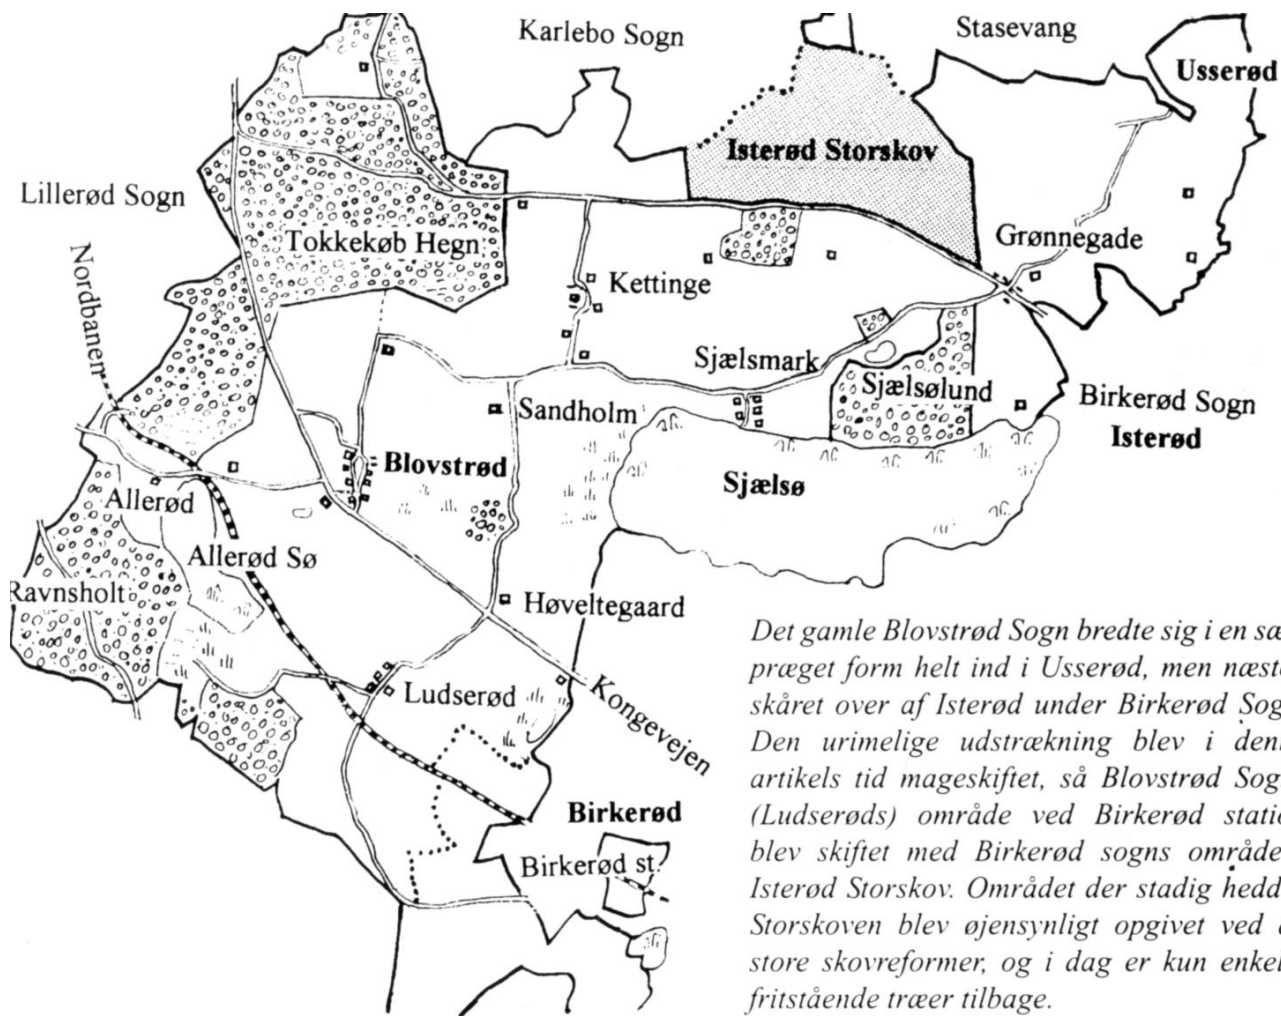 Karlebo Sogn
Stasevang
Usserød
Isterød Storskov
Lillerød Sogn
Tokkekøb Hegn
Grønnegade
Nordbanen
Kettinge
Sjælsmark
Sjælsølund
Birkerød Sogn
Isterød
Sandholm
Blovstrød
Sjælsø
Allerød
Allerød Sø
Ravnsholt
Høveltegaard
Ludserød
Kongevejen
Birkerød
Birkerød st.
Det gamle Blovstrød Sogn bredte sig i en sæ
præget form helt ind i Usserød, men næst
skåret over af Isterød under Birkerød Sog
Den urimelige udstrækning blev i den
artikels tid mageskiftet, så Blovstrød Sog
(Ludserøds) område ved Birkerød stati
blev skiftet med Birkerød sogns område
Isterød Storskov. Området der stadig hedd
Storskoven blev øjensynligt opgivet ved
store skovreformer, og i dag er kun enkel
fritstående træer tilbage.